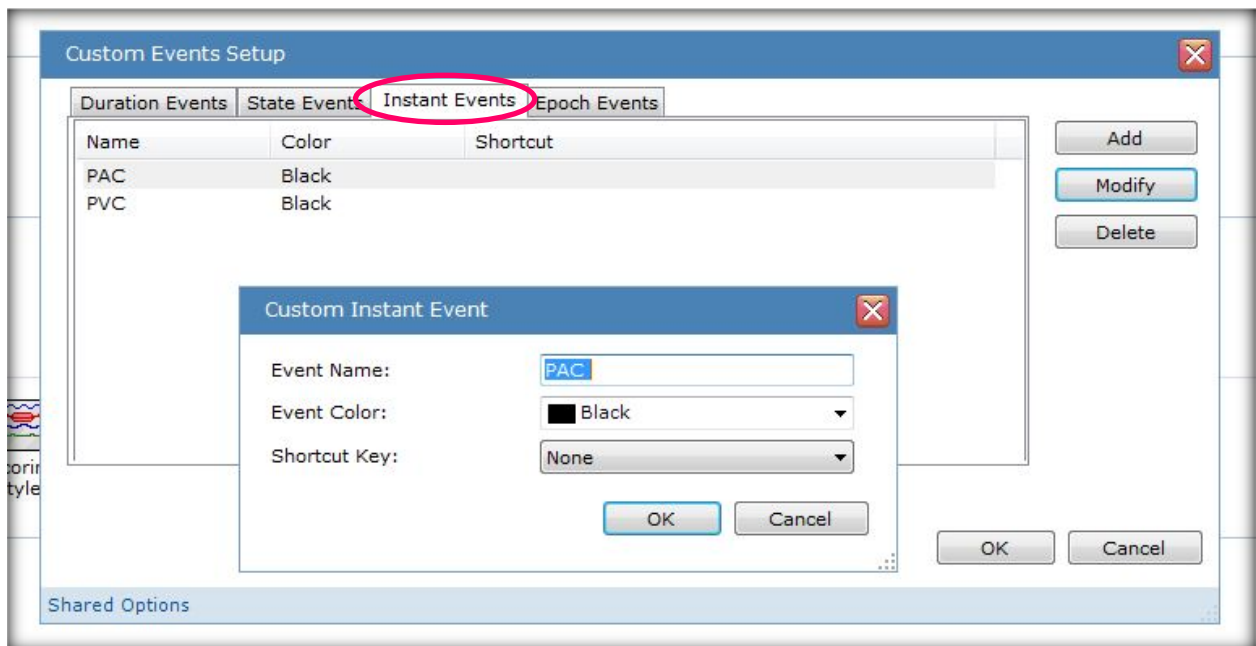 Custom Events Setup
Duration Events State Events Instant Events Epoch Events
Name Color Shortcut
PAC Black
PVC Black
Add
Modify
Delete
Custom Instant Event
Event Name: PAC
Event Color: Black
Shortcut Key: None
OK Cancel
OK Cancel
Shared Options